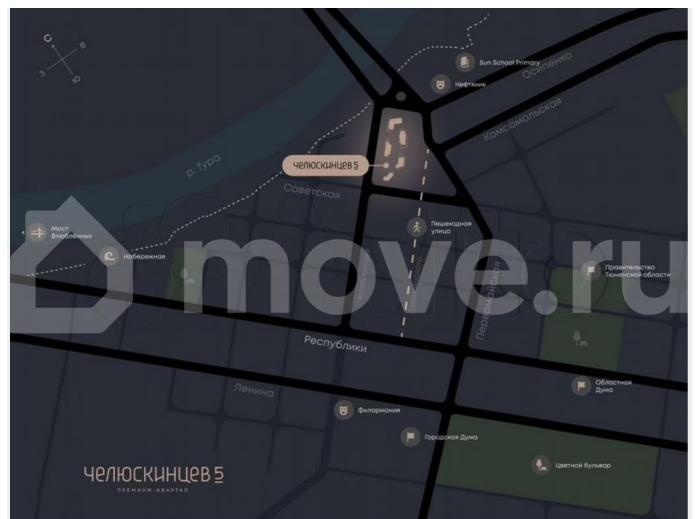 С
В
З
Ю
Sun School Primary
Осипенко
Нефтяник
Комсомольская
ЧЕЛЮСКИНЦЕВ 5
р. Тура
Советская
Пешеходная
улица
Мост
Влюблённых
Набережная
move.ru
Правительство
Тюменской области
Первомайская
Республики
Ленина
Областная
Дума
Филармония
Городская Дума
Цветной бульвар
ЧЕЛЮСКИНЦЕВ 5
ПРЕМИУМ-КВАРТАЛ